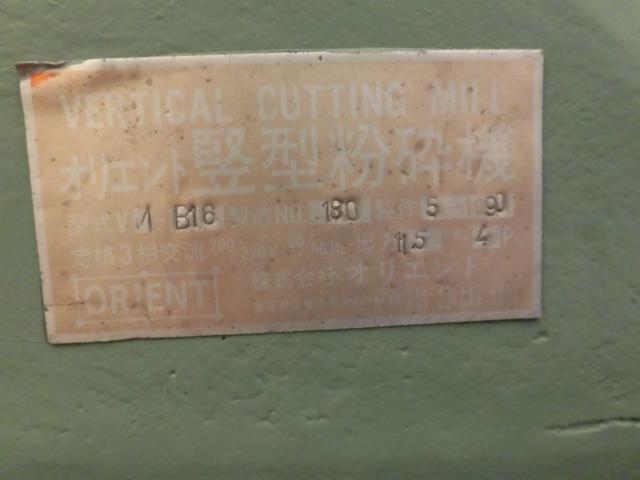 VERTICAL CUTTING MILL
オリエント 竪型粉砕機
型式 VM B16 製造NO. 180 製作 5-1990
定格 3相交流 200/220V 50/60Hz 出力 11.5 4P
株式会社 オリエント
ORIENT